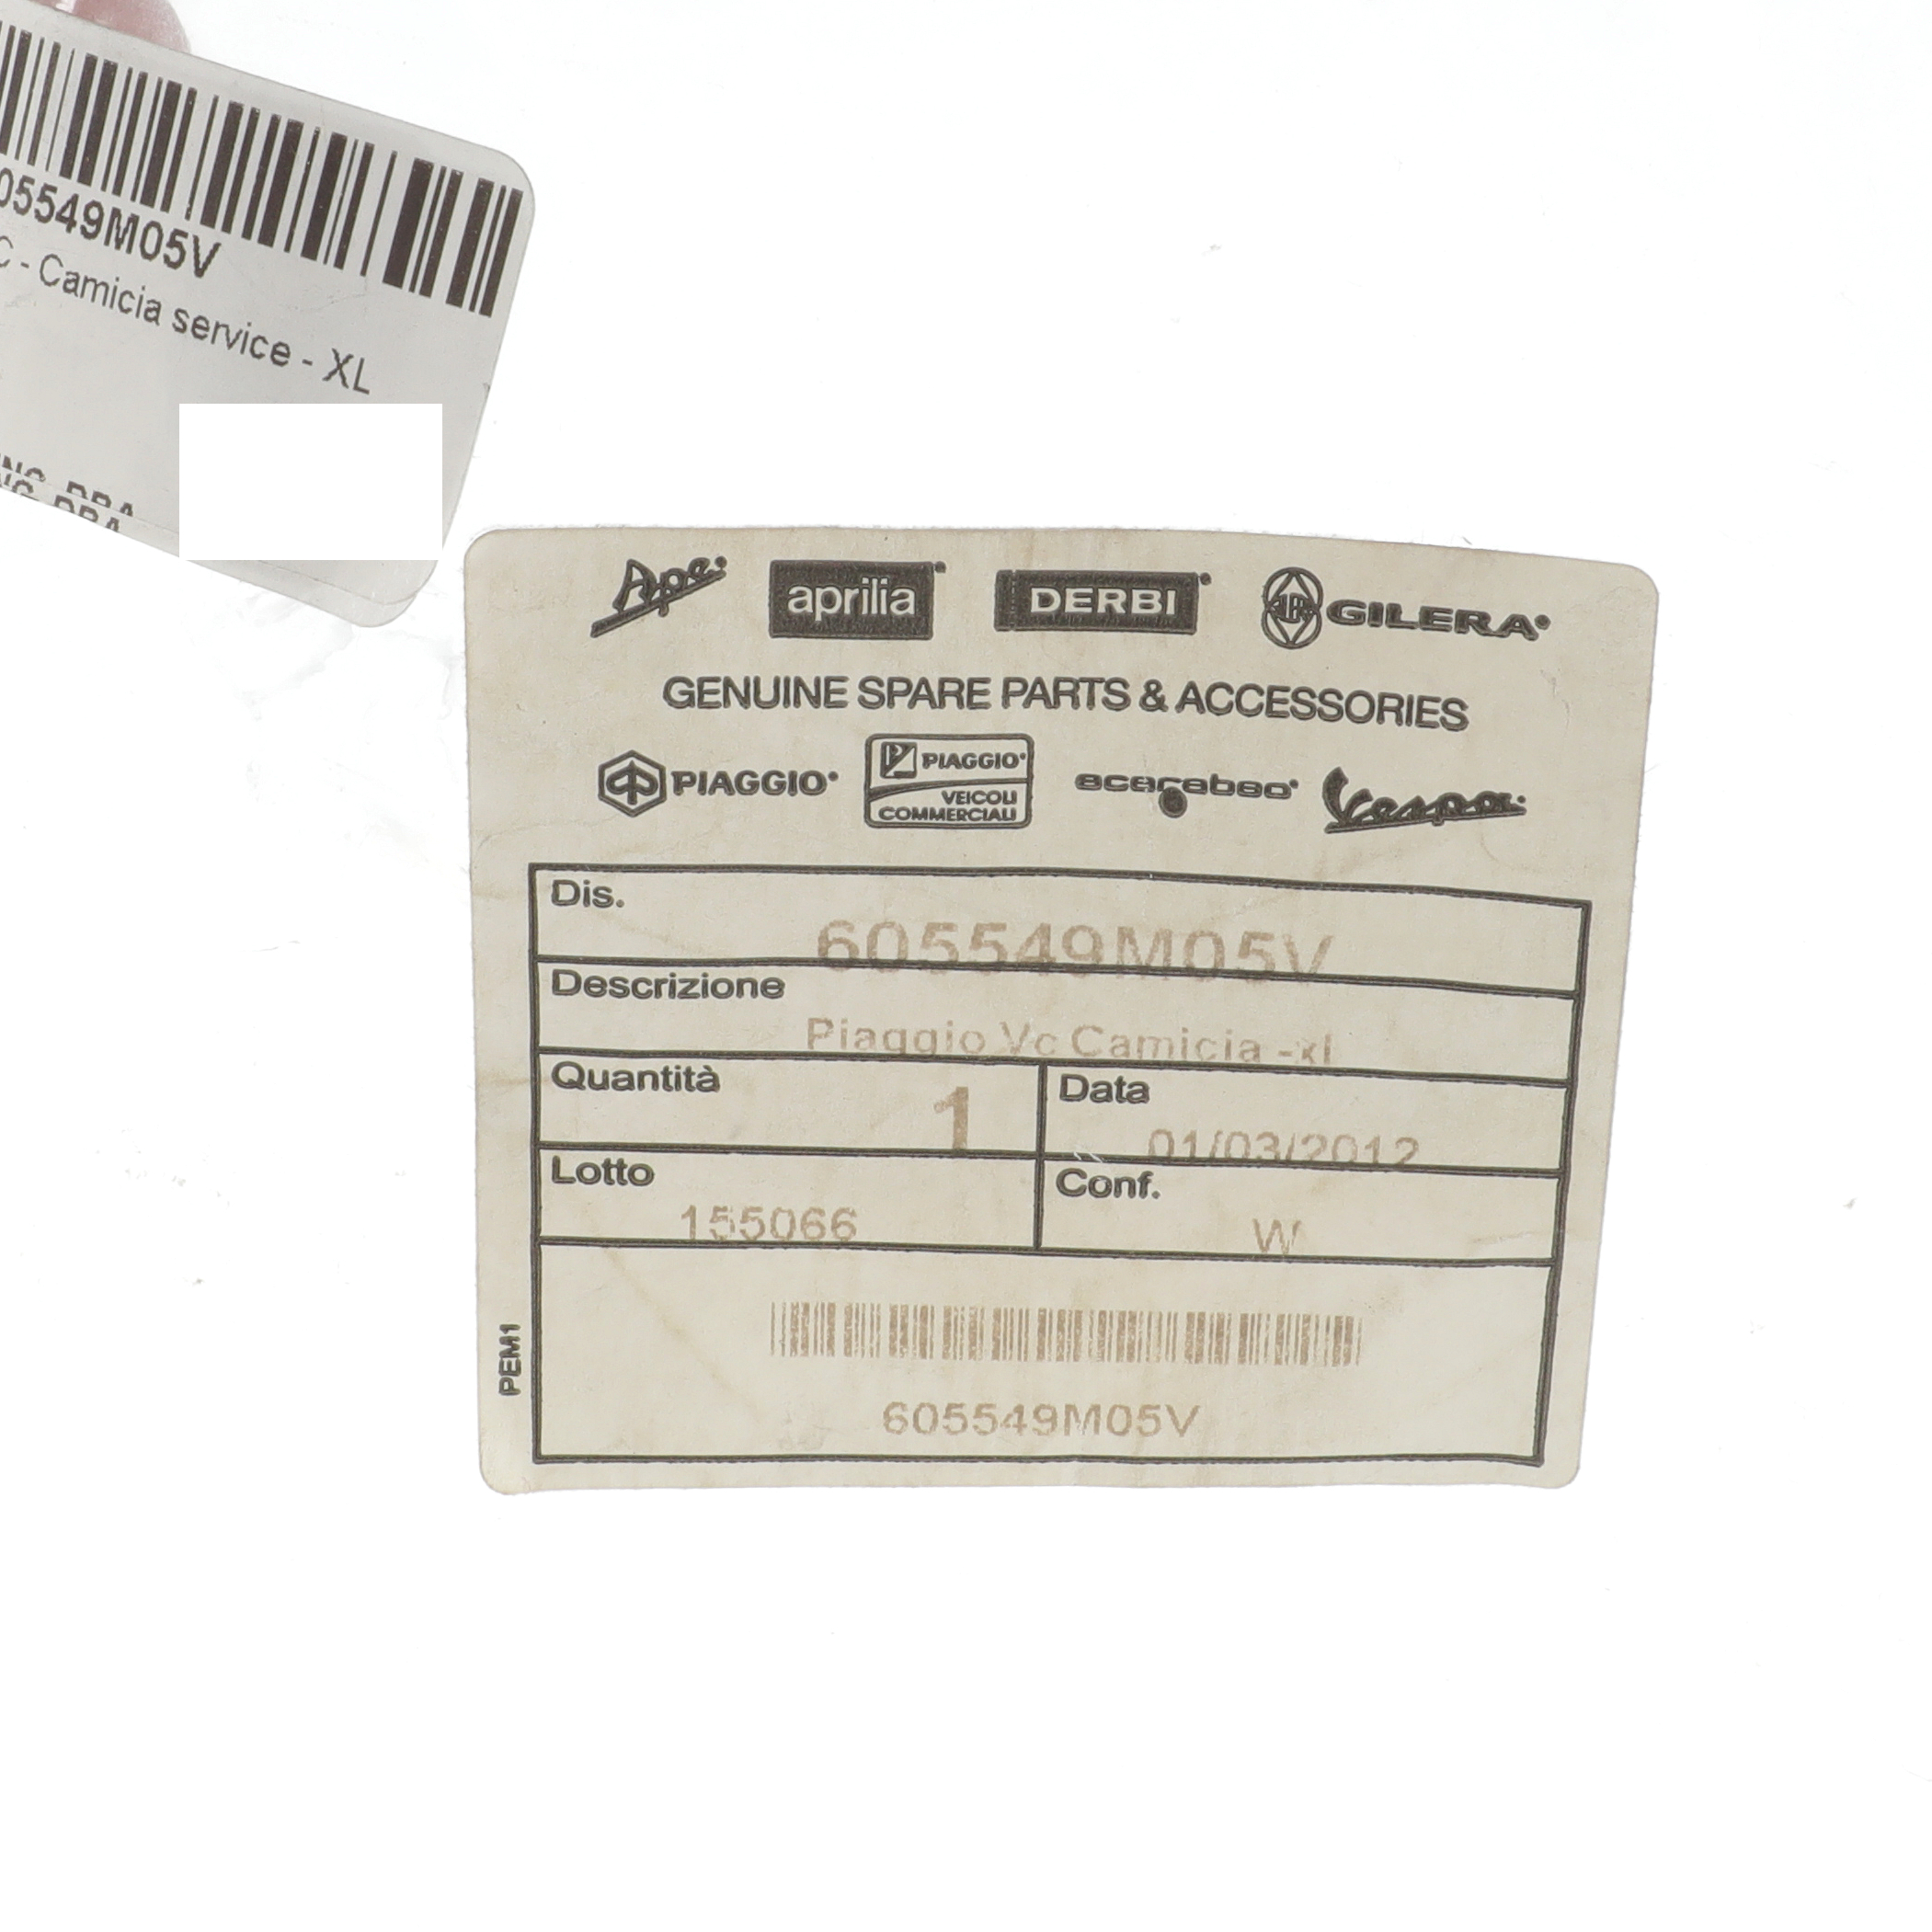 05549M05V
C - Camicia service - XL
Ape
aprilia
DERBI
GILERA
GENUINE SPARE PARTS & ACCESSORIES
PIAGGIO
PIAGGIO
VEICOLI
COMMERCIALI
scarabeo
Vespa
Dis.
605549M05V
Descrizione
Piaggio Vc Camicia -xl
Quantità
1
Data
01/03/2012
Lotto
155066
Conf.
W
605549M05V
PEM1